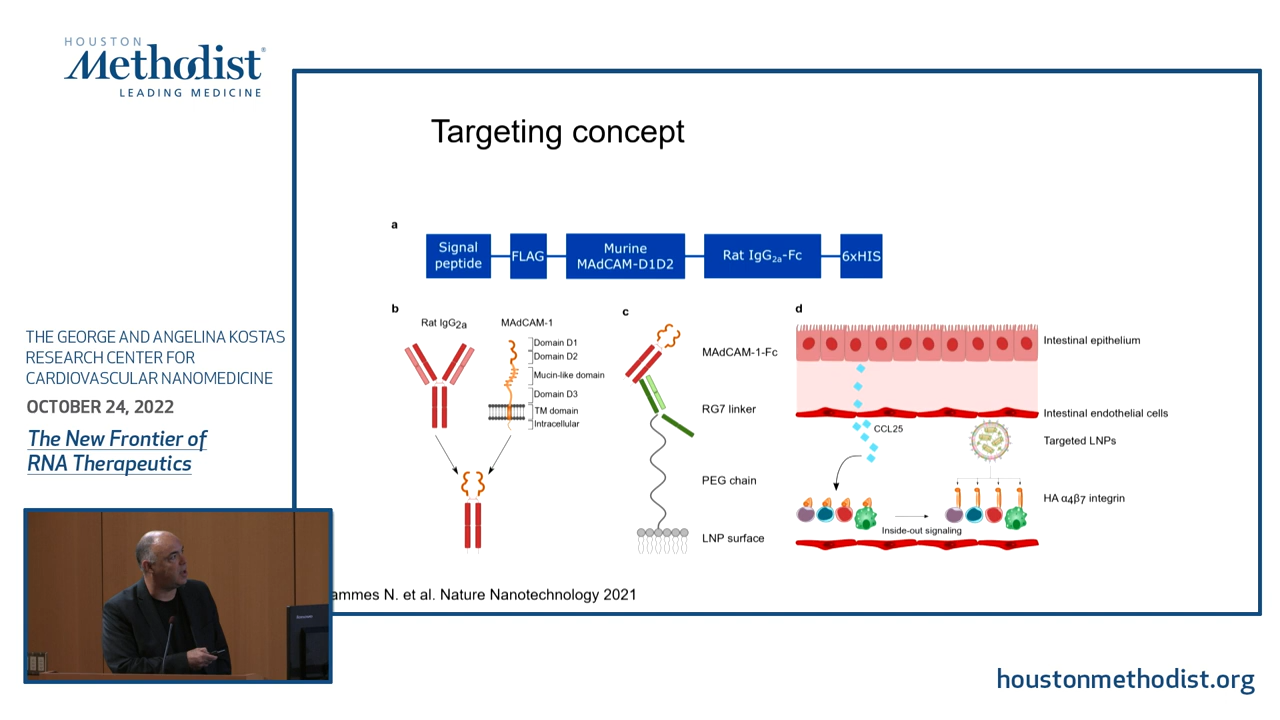 HOUSTON
Methodist
LEADING MEDICINE
THE GEORGE AND ANGELINA KOSTAS
RESEARCH CENTER FOR
CARDIOVASCULAR NANOMEDICINE
OCTOBER 24, 2022
The New Frontier of
RNA Therapeutics
Targeting concept
a
Signal
peptide
FLAG
Murine
MAdCAM-D1D2
Rat IgG2a-Fc
6xHIS
b
Rat IgG2a
MAdCAM-1
Domain D1
Domain D2
Mucin-like domain
Domain D3
TM domain
Intracellular
c
MAdCAM-1-Fc
RG7 linker
PEG chain
LNP surface
d
Intestinal epithelium
Intestinal endothelial cells
CCL25
Targeted LNPs
HA α4β7 integrin
Inside-out signaling
ammes N. et al. Nature Nanotechnology 2021
houstonmethodist.org